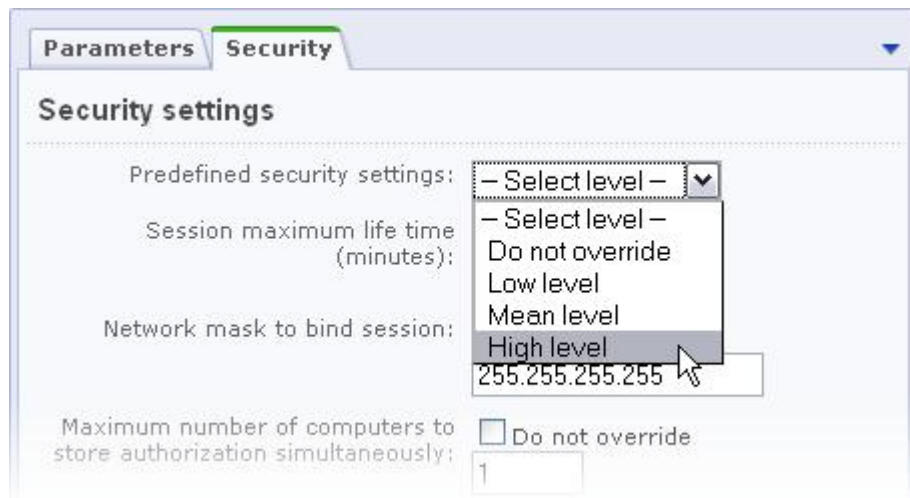 Parameters Security
Security settings
Predefined security settings: – Select level –
– Select level –
Session maximum life time
(minutes):
Do not override
Low level
Mean level
Network mask to bind session:
High level
255.255.255.255
Maximum number of computers to
store authorization simultaneously:
Do not override
1